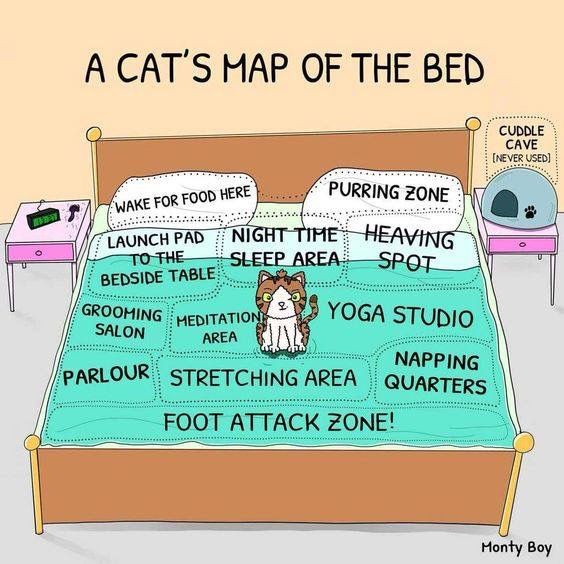 A CAT'S MAP OF THE BED
CUDDLE
CAVE
[NEVER USED]
WAKE FOR FOOD HERE
PURRING ZONE
LAUNCH PAD
TO THE
BEDSIDE TABLE
NIGHT TIME
SLEEP AREA
HEAVING
SPOT
GROOMING
SALON
MEDITATION
AREA
YOGA STUDIO
PARLOUR
STRETCHING AREA
NAPPING
QUARTERS
FOOT ATTACK ZONE!
Monty Boy